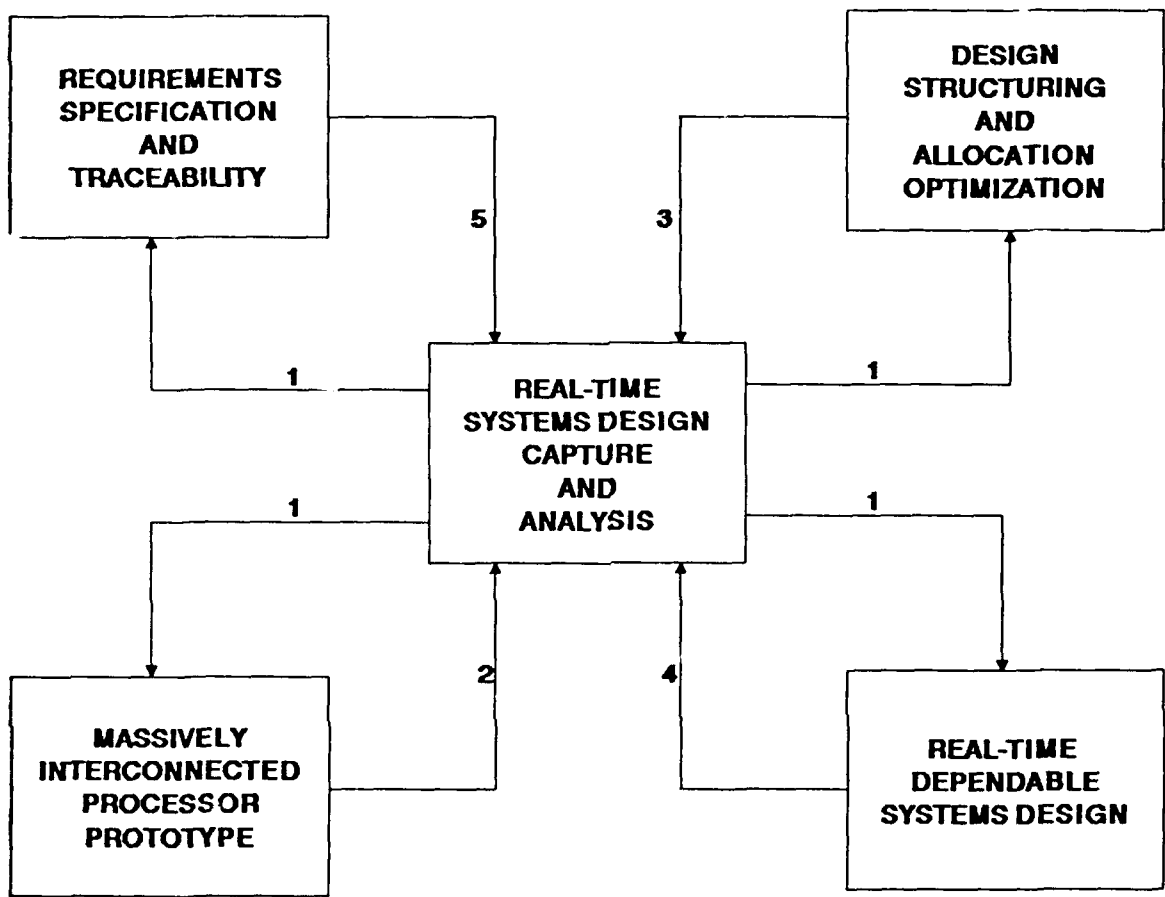 REQUIREMENTS
SPECIFICATION
AND
TRACEABILITY
DESIGN
STRUCTURING
AND
ALLOCATION
OPTIMIZATION
5
3
1
1
REAL-TIME
SYSTEMS DESIGN
CAPTURE
AND
ANALYSIS
1
1
2
4
MASSIVELY
INTERCONNECTED
PROCESSOR
PROTOTYPE
REAL-TIME
DEPENDABLE
SYSTEMS DESIGN